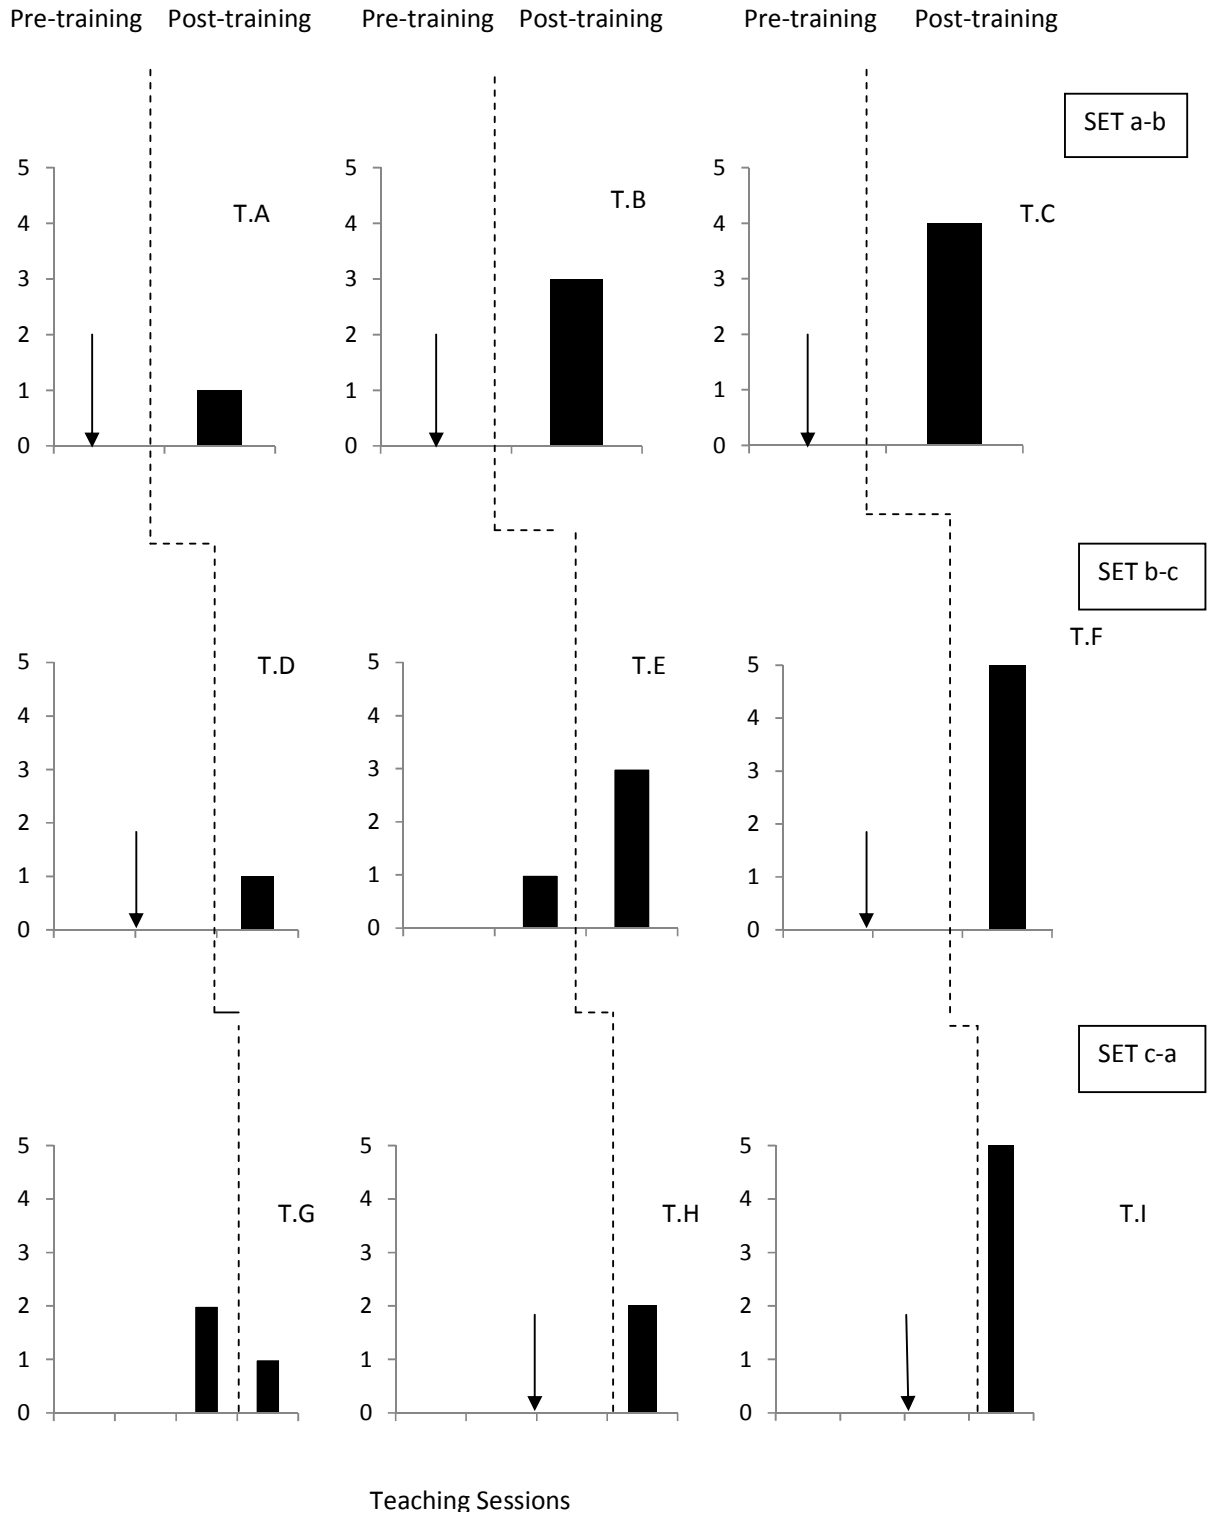 Pre-training Post-training Pre-training Post-training Pre-training Post-training
SET a-b
5 5 5
T.A T.B T.C
4 4 4
3 3 3
2 2 2
1 1 1
0 0 0
SET b-c
T.F
5 T.D 5 T.E 5
4 4 4
3 3 3
2 2 2
1 1 1
0 0 0
SET c-a
5 5 5
4 4 4
T.G T.H T.I
3 3 3
2 2 2
1 1 1
0 0 0
Teaching Sessions